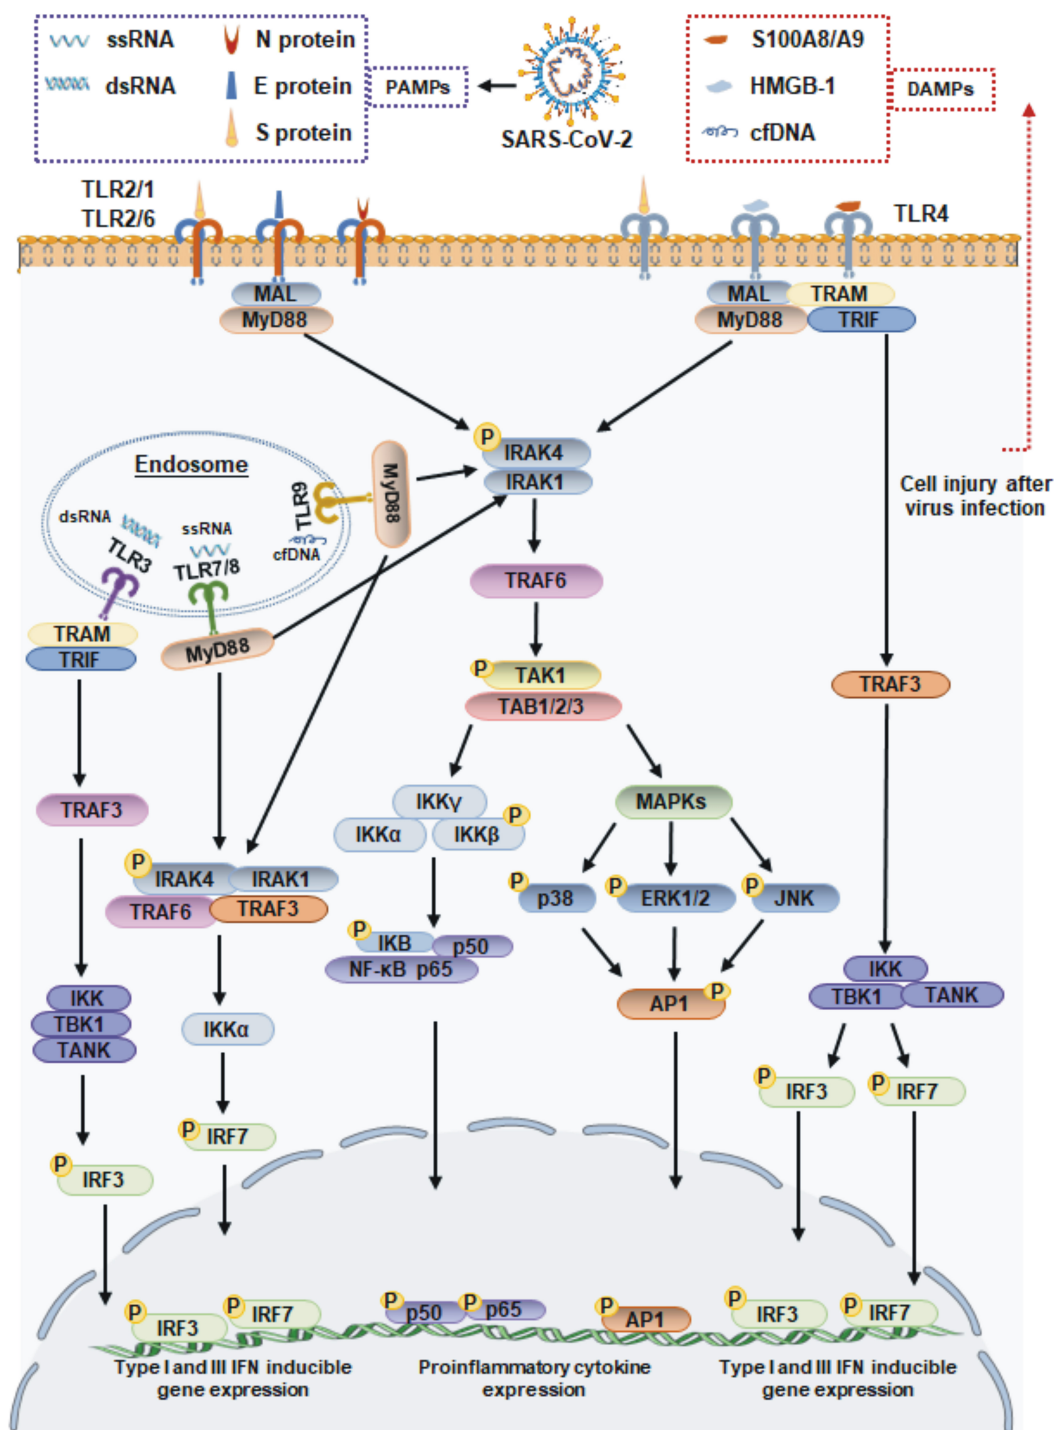 ssRNA
dsRNA
N protein
E protein
S protein
PAMPs
SARS-CoV-2
S100A8/A9
HMGB-1
cfDNA
DAMPs
TLR2/1
TLR2/6
TLR4
MAL
MyD88
MAL
TRAM
MyD88
TRIF
P
IRAK4
IRAK1
Endosome
MyD88
TLR9
cfDNA
dsRNA
TLR3
ssRNA
TLR7/8
Cell injury after
virus infection
TRAF6
TRAM
TRIF
MyD88
P
TAK1
TAB1/2/3
TRAF3
TRAF3
IKKγ
IKKα
IKKβ
P
MAPKs
P
IRAK4
IRAK1
TRAF6
TRAF3
P
p38
P
ERK1/2
P
JNK
P
IKB
p50
NF-κB p65
IKK
TBK1
TANK
IKK
TBK1
TANK
IKKα
AP1
P
P
IRF3
P
IRF7
P
IRF7
P
IRF3
P
IRF3
P
IRF7
P
p50
P
p65
P
AP1
P
IRF3
P
IRF7
Type I and III IFN inducible
gene expression
Proinflammatory cytokine
expression
Type I and III IFN inducible
gene expression